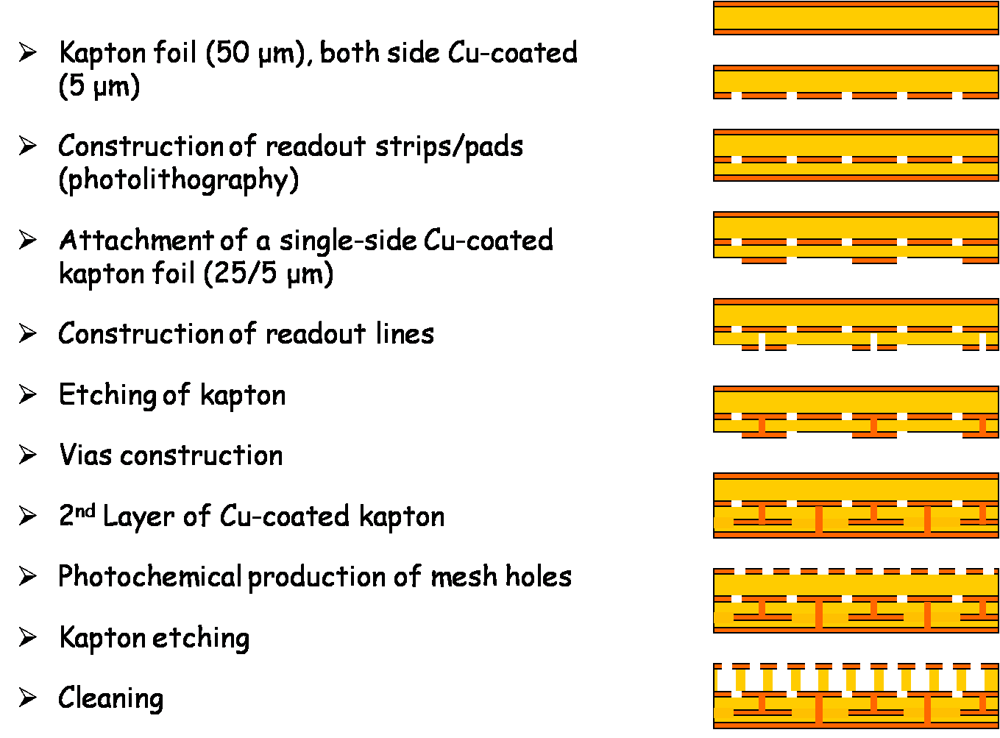 ➢ Kapton foil (50 μm), both side Cu-coated
(5 μm)
➢ Construction of readout strips/pads
(photolithography)
➢ Attachment of a single-side Cu-coated
kapton foil (25/5 μm)
➢ Construction of readout lines
➢ Etching of kapton
➢ Vias construction
➢ 2nd Layer of Cu-coated kapton
➢ Photochemical production of mesh holes
➢ Kapton etching
➢ Cleaning